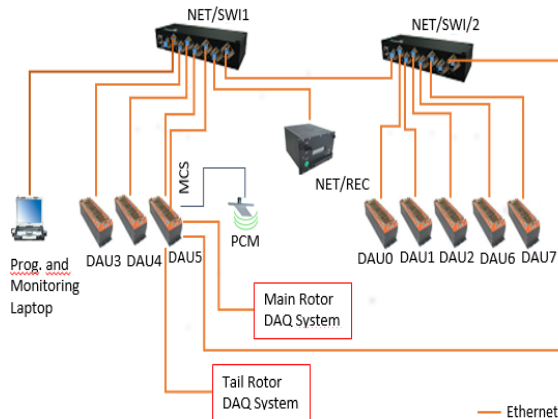 NET/SWI1
NET/SWI/2
MCS
NET/REC
PCM
Prog. and
Monitoring
Laptop
DAU3
DAU4
DAU5
DAU0
DAU1
DAU2
DAU6
DAU7
Main Rotor
DAQ System
Tail Rotor
DAQ System
Ethernet